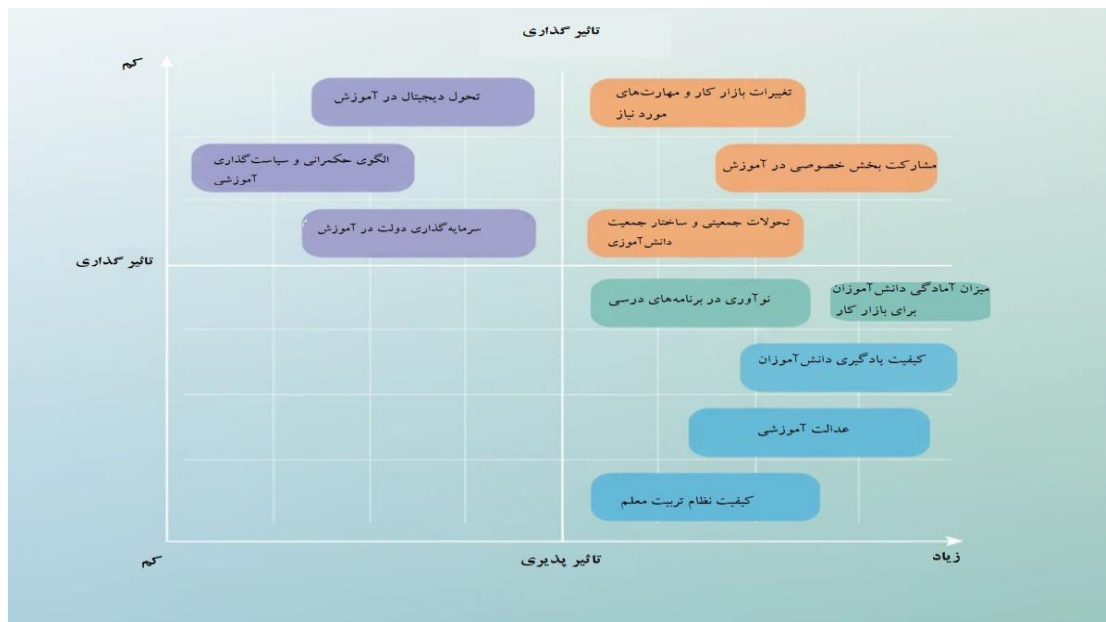 تاثیر گذاری
کم
تغییرات بازار کار و مهارت‌های
مورد نیاز
تحول دیجیتال در آموزش
مشارکت بخش خصوصی در آموزش
الگوی حکمرانی و سیاست‌گذاری
آموزشی
تحولات جمعیتی و ساختار جمعیت
دانش‌آموزی
سرمایه‌گذاری دولت در آموزش
تاثیر گذاری
میزان آمادگی دانش‌آموزان
برای بازار کار
نوآوری در برنامه‌های درسی
کیفیت یادگیری دانش‌آموزان
عدالت آموزشی
کیفیت نظام تربیت معلم
زیاد
تاثیر پذیری
کم